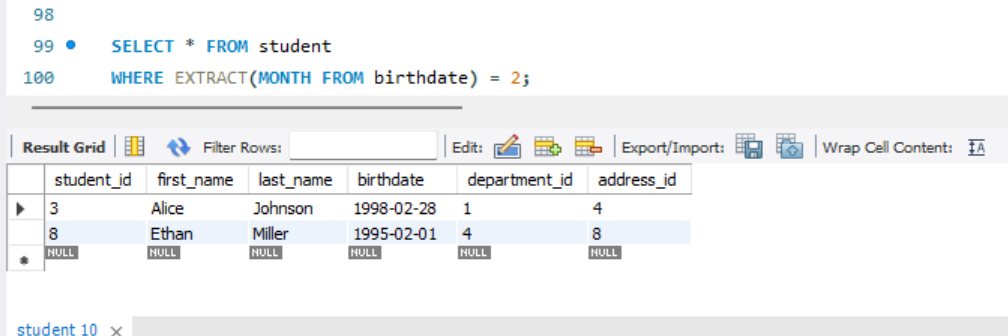 98
99 SELECT * FROM student
100 WHERE EXTRACT(MONTH FROM birthdate) = 2;
Result Grid Filter Rows: Edit: Export/Import: Wrap Cell Content: IA
student_id first_name last_name birthdate department_id address_id
3 Alice Johnson 1998-02-28 1 4
8 Ethan Miller 1995-02-01 4 8
NULL NULL NULL NULL NULL NULL
student 10 ×